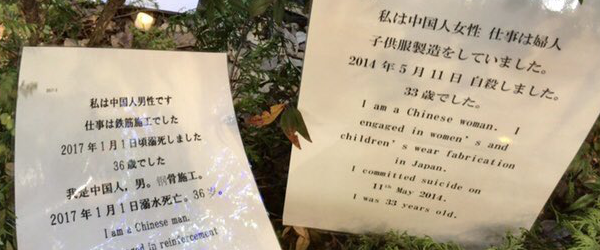 私は中国人男性です
仕事は鉄筋施工でした
2017年1月1日頃溺死しました
36歳でした
我是中国人，男。钢骨施工。
2017年1月1日溺水死亡。36岁。
I am a Chinese man.
in reinforcement
私は中国人女性 仕事は婦人
子供服製造をしていました。
2014年5月11日 自殺しました。
33歳でした。
I am a Chinese woman. I
engaged in women's and
children's wear fabrication
in Japan.
I committed suicide on
11th May 2014.
I was 33 years old.